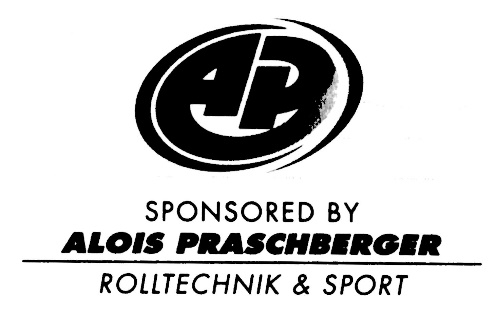 AP
SPONSORED BY
ALOIS PRASCHBERGER
ROLLTECHNIK & SPORT